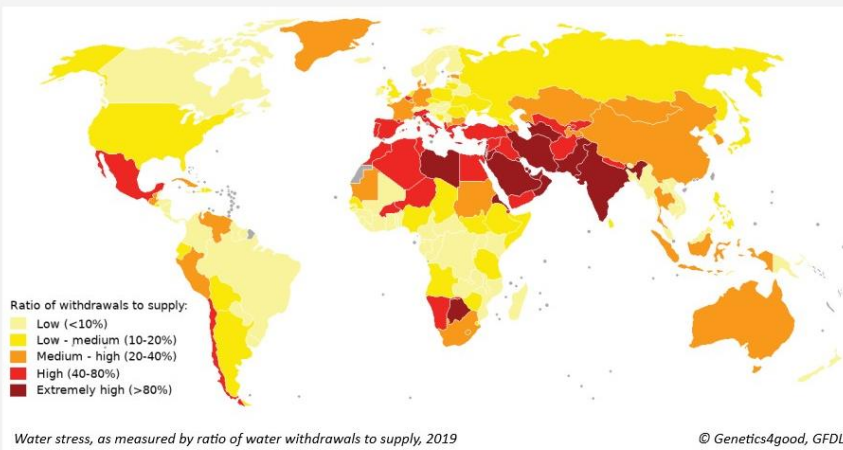 Ratio of withdrawals to supply:
Low (<10%)
Low - medium (10-20%)
Medium - high (20-40%)
High (40-80%)
Extremely high (>80%)
Water stress, as measured by ratio of water withdrawals to supply, 2019
© Genetics4good, GFDL